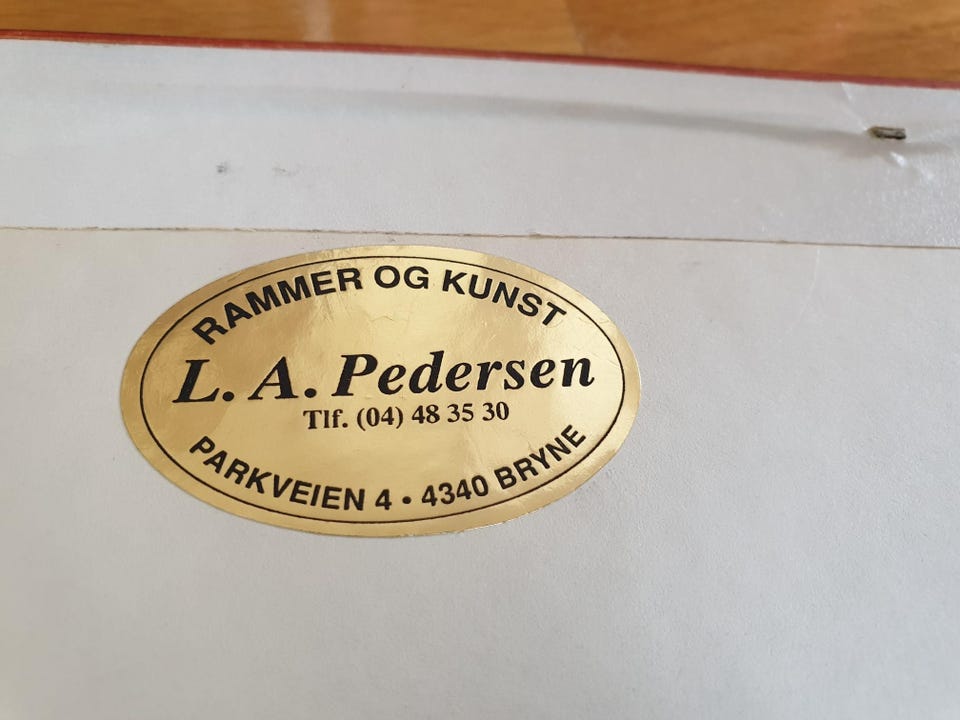 RAMMER OG KUNST
L. A. Pedersen
Tlf. (04) 48 35 30
PARKVEIEN 4 • 4340 BRYNE